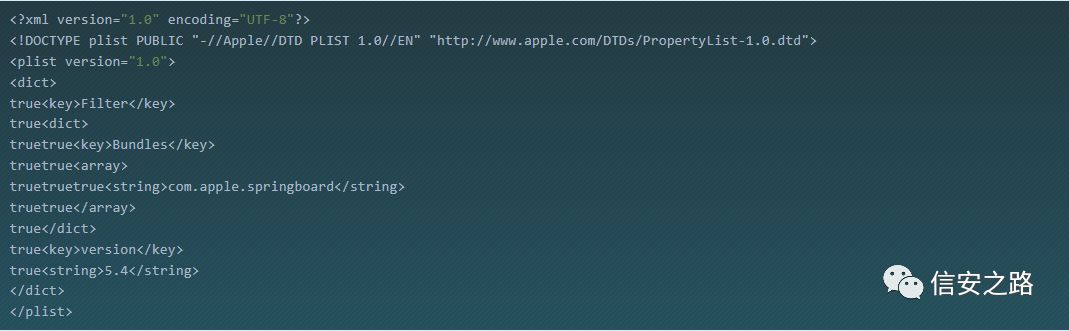 <?xml version="1.0" encoding="UTF-8"?>
<!DOCTYPE plist PUBLIC "-//Apple//DTD PLIST 1.0//EN" "http://www.apple.com/DTDs/PropertyList-1.0.dtd">
<plist version="1.0">
<dict>
true<key>Filter</key>
true<dict>
truetrue<key>Bundles</key>
truetrue<array>
truetruetrue<string>com.apple.springboard</string>
truetrue</array>
true</dict>
true<key>version</key>
true<string>5.4</string>
</dict>
</plist>
信安之路